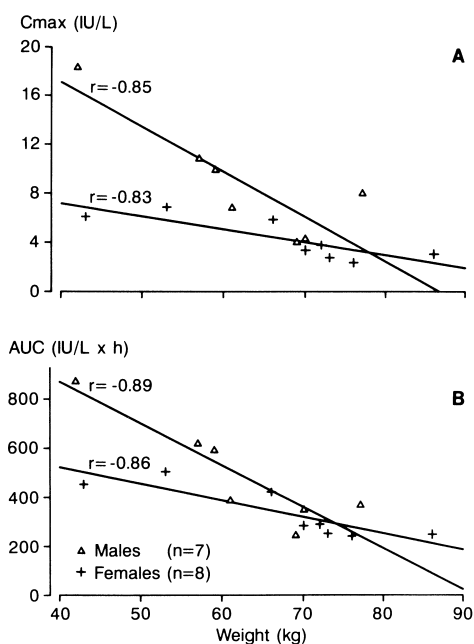 Cmax (IU/L)
A
20
16
12
8
4
0
r= -0.85
r= -0.83
AUC (IU/L x h)
B
800
600
400
200
0
r= -0.89
r= -0.86
Males (n=7)
Females (n=8)
40 50 60 70 80 90
Weight (kg)